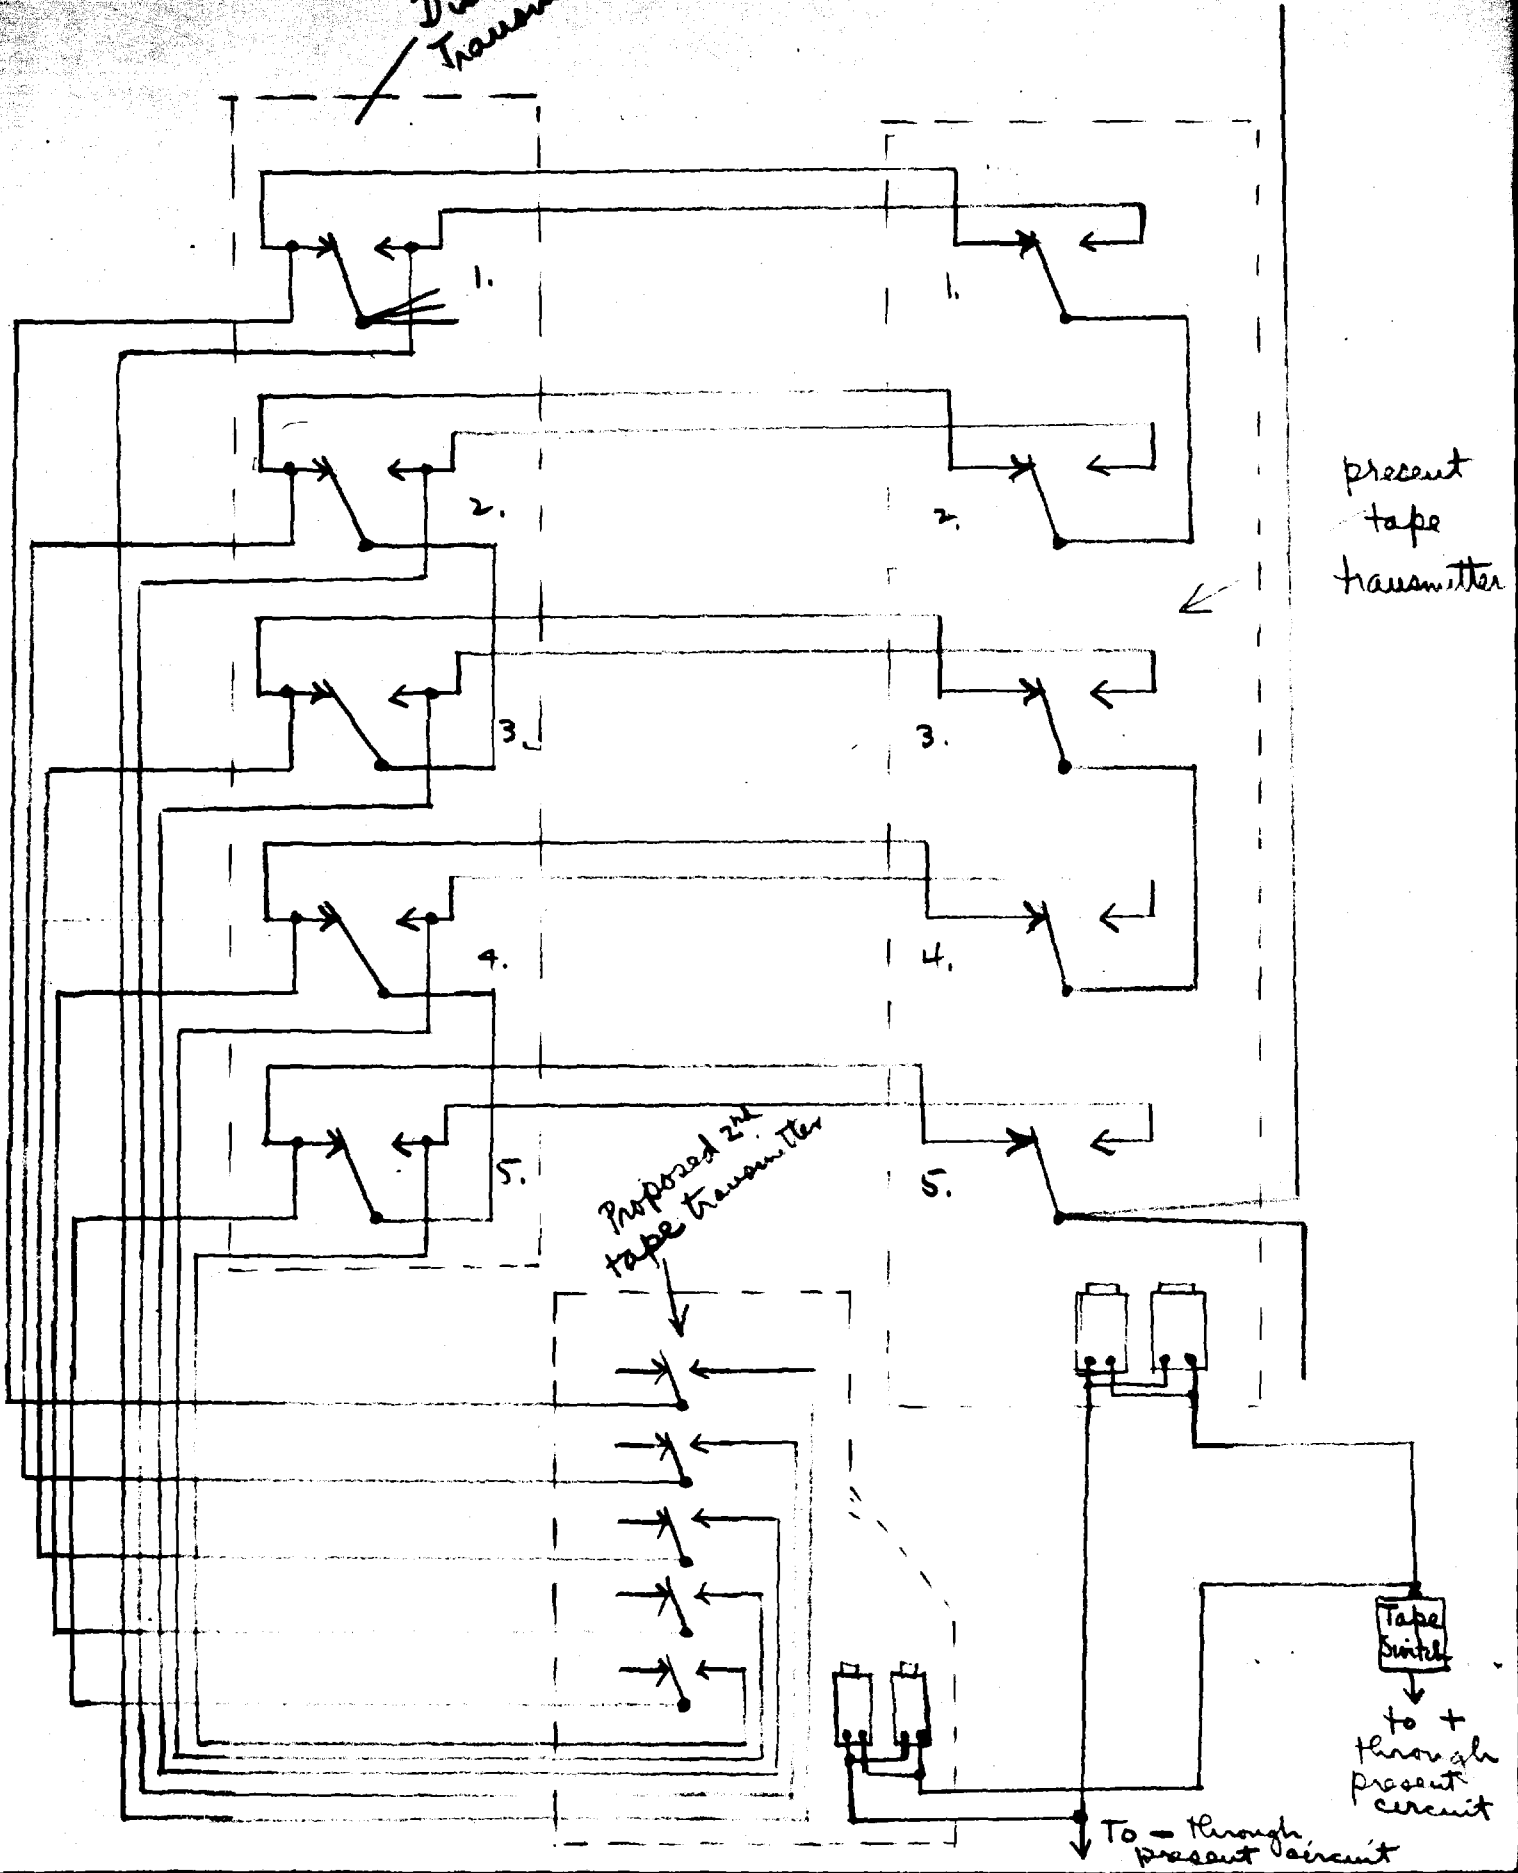 1.
1.
2.
2.
present
tape
transmitter
3.
3.
4.
4.
5.
5.
Proposed 2nd
tape transmitter
Tape
Switch
to +
through
present
circuit
To - through
present circuit